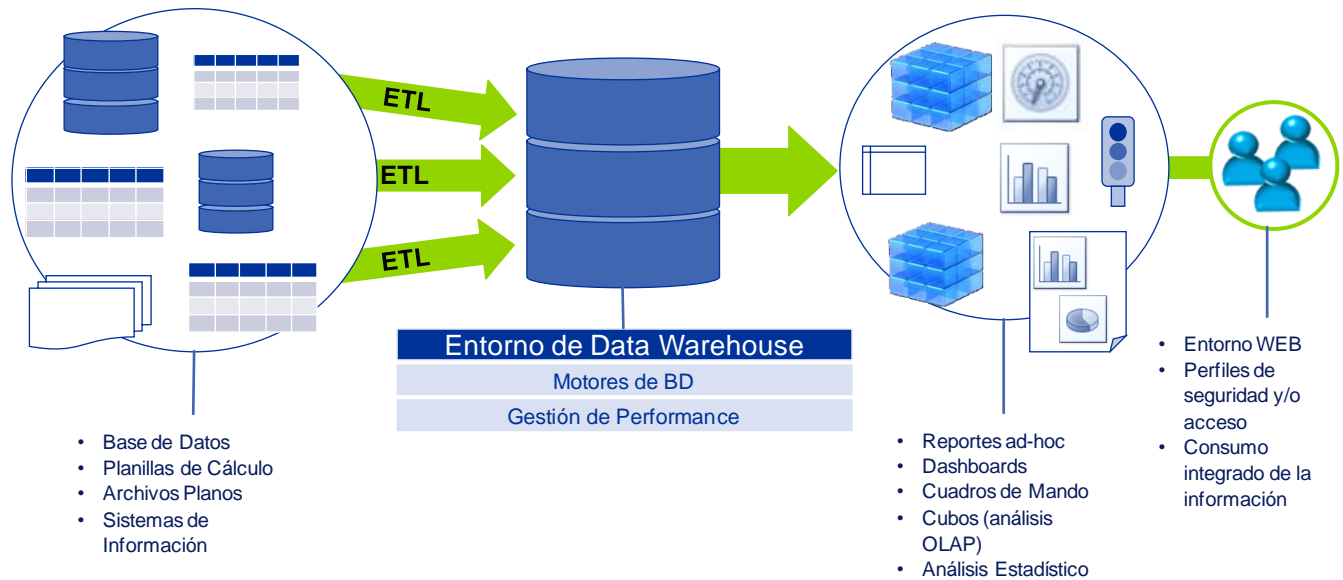 ETL
ETL
ETL
Entorno de Data Warehouse
Motores de BD
Gestión de Performance
• Base de Datos
• Planillas de Cálculo
• Archivos Planos
• Sistemas de
Información
• Reportes ad-hoc
• Dashboards
• Cuadros de Mando
• Cubos (análisis
OLAP)
• Análisis Estadístico
• Entorno WEB
• Perfiles de
seguridad y/o
acceso
• Consumo
integrado de la
información